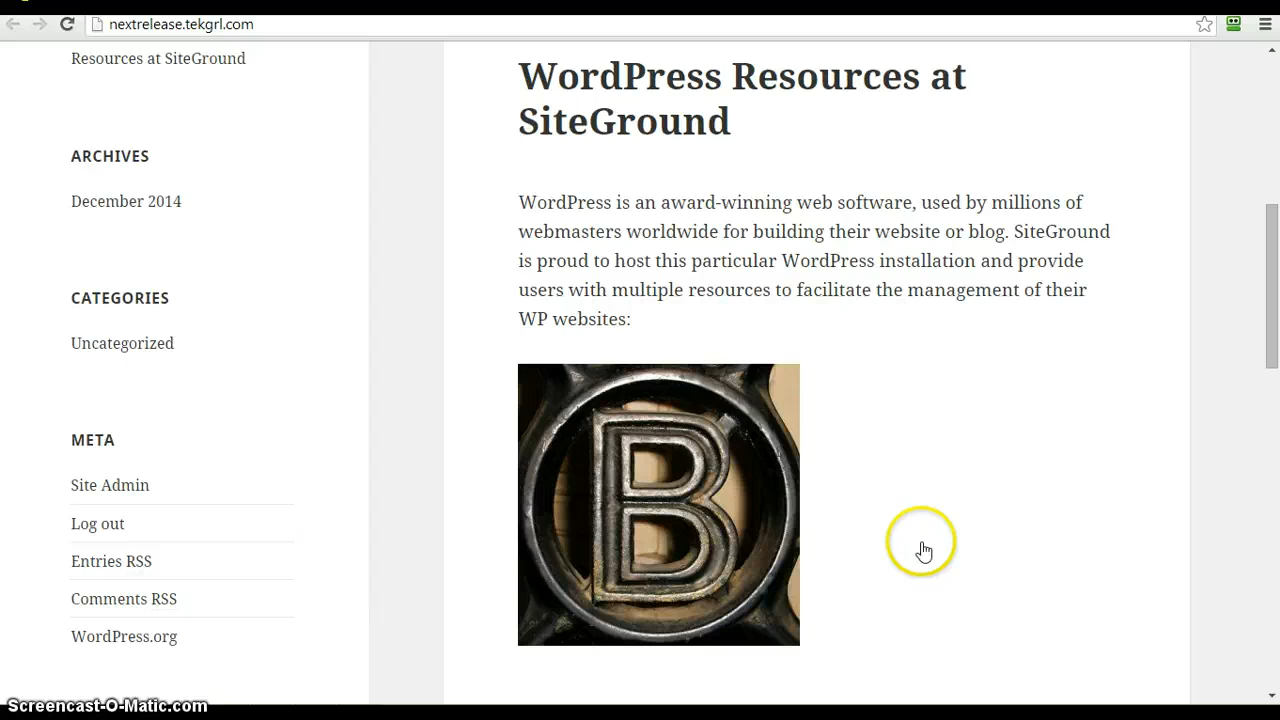 nextrelease.tekgrl.com
Resources at SiteGround
ARCHIVES
December 2014
CATEGORIES
Uncategorized
META
Site Admin
Log out
Entries RSS
Comments RSS
WordPress.org
WordPress Resources at
SiteGround
WordPress is an award-winning web software, used by millions of
webmasters worldwide for building their website or blog. SiteGround
is proud to host this particular WordPress installation and provide
users with multiple resources to facilitate the management of their
WP websites:
B
Screencast-O-Matic.com